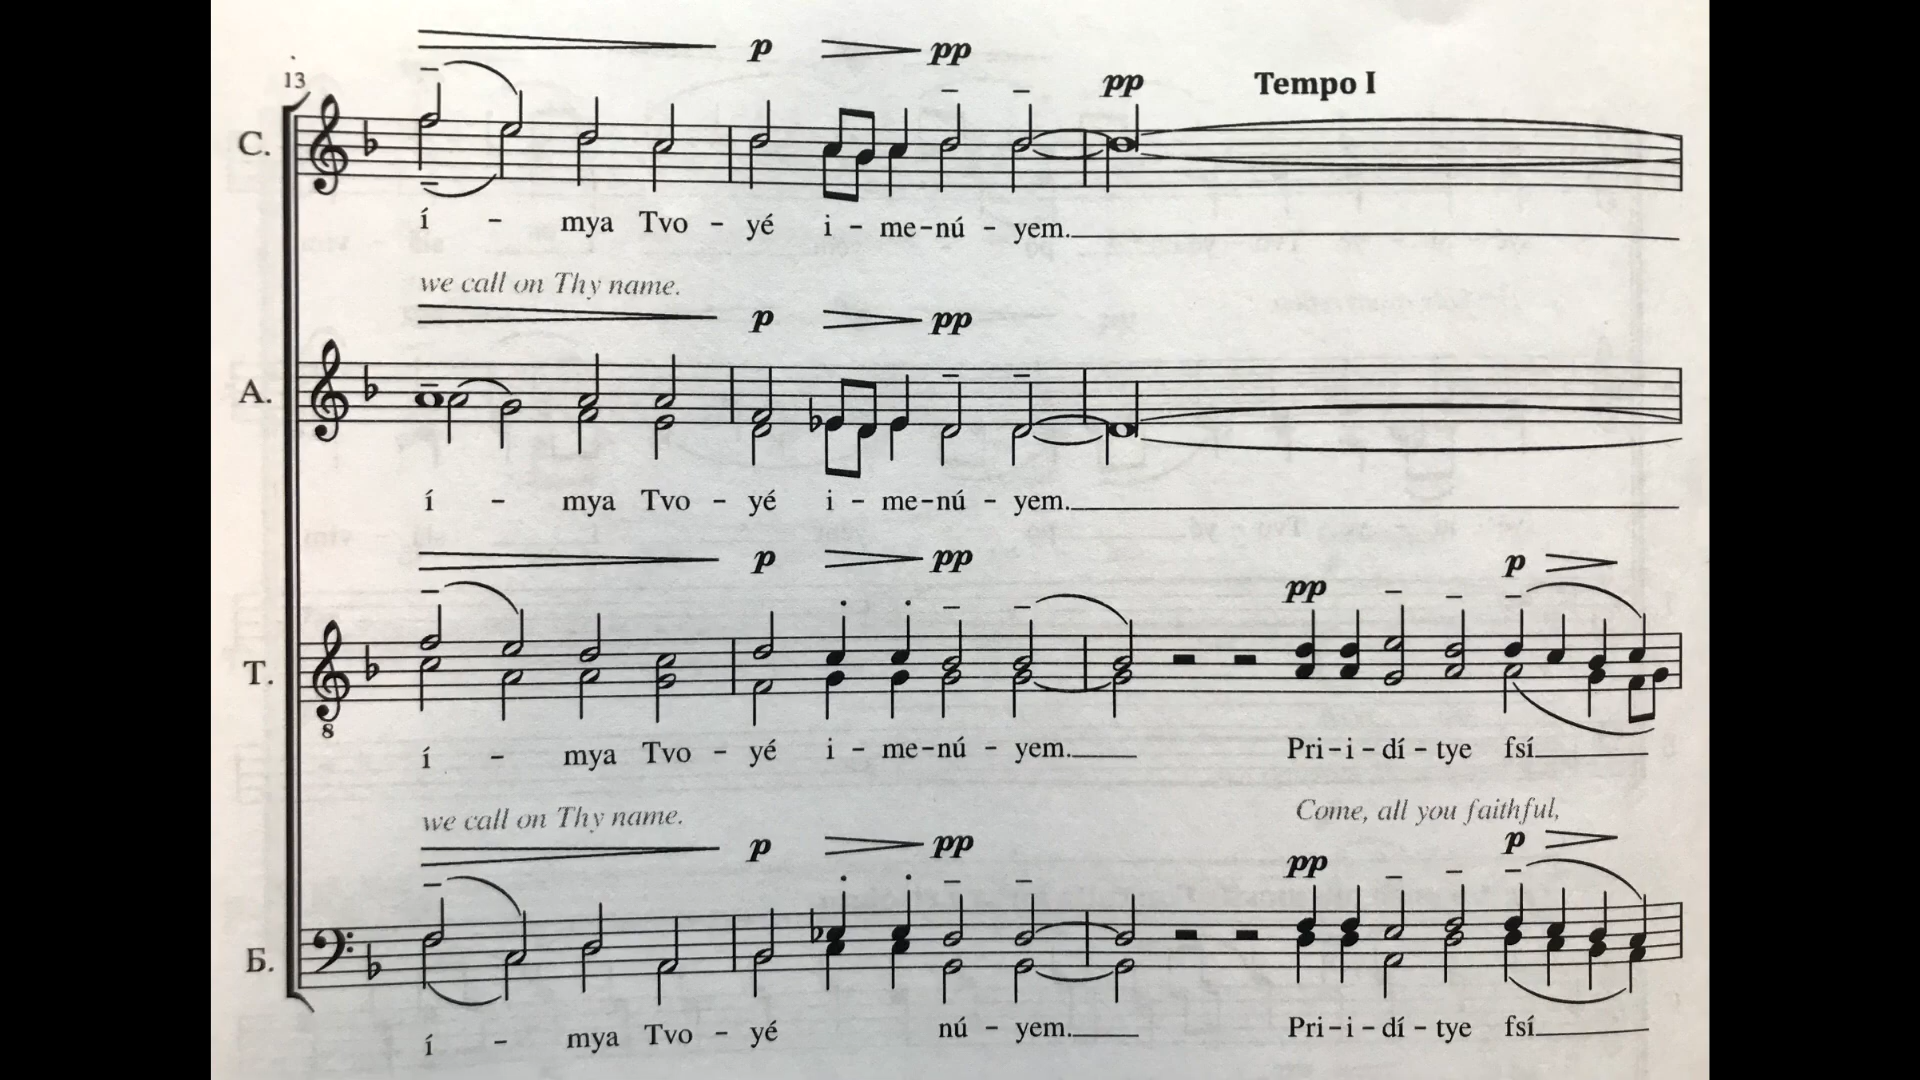 p pp
pp Tempo I
13
С.
í - mya Tvo - yé i - me - nú - yem.
we call on Thy name.
p pp
А.
í - mya Tvo - yé i - me - nú - yem.
p pp p
pp
Т.
8
í - mya Tvo - yé i - me - nú - yem. Pri - i - dí - tye fsí
we call on Thy name. Come, all you faithful,
p pp p
pp
Б.
í - mya Tvo - yé nú - yem. Pri - i - dí - tye fsí